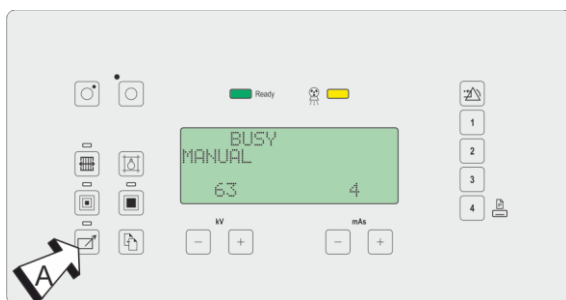 Ready
BUSY
MANUAL
63 4
kV mAs
- + - +
1
2
3
4
A